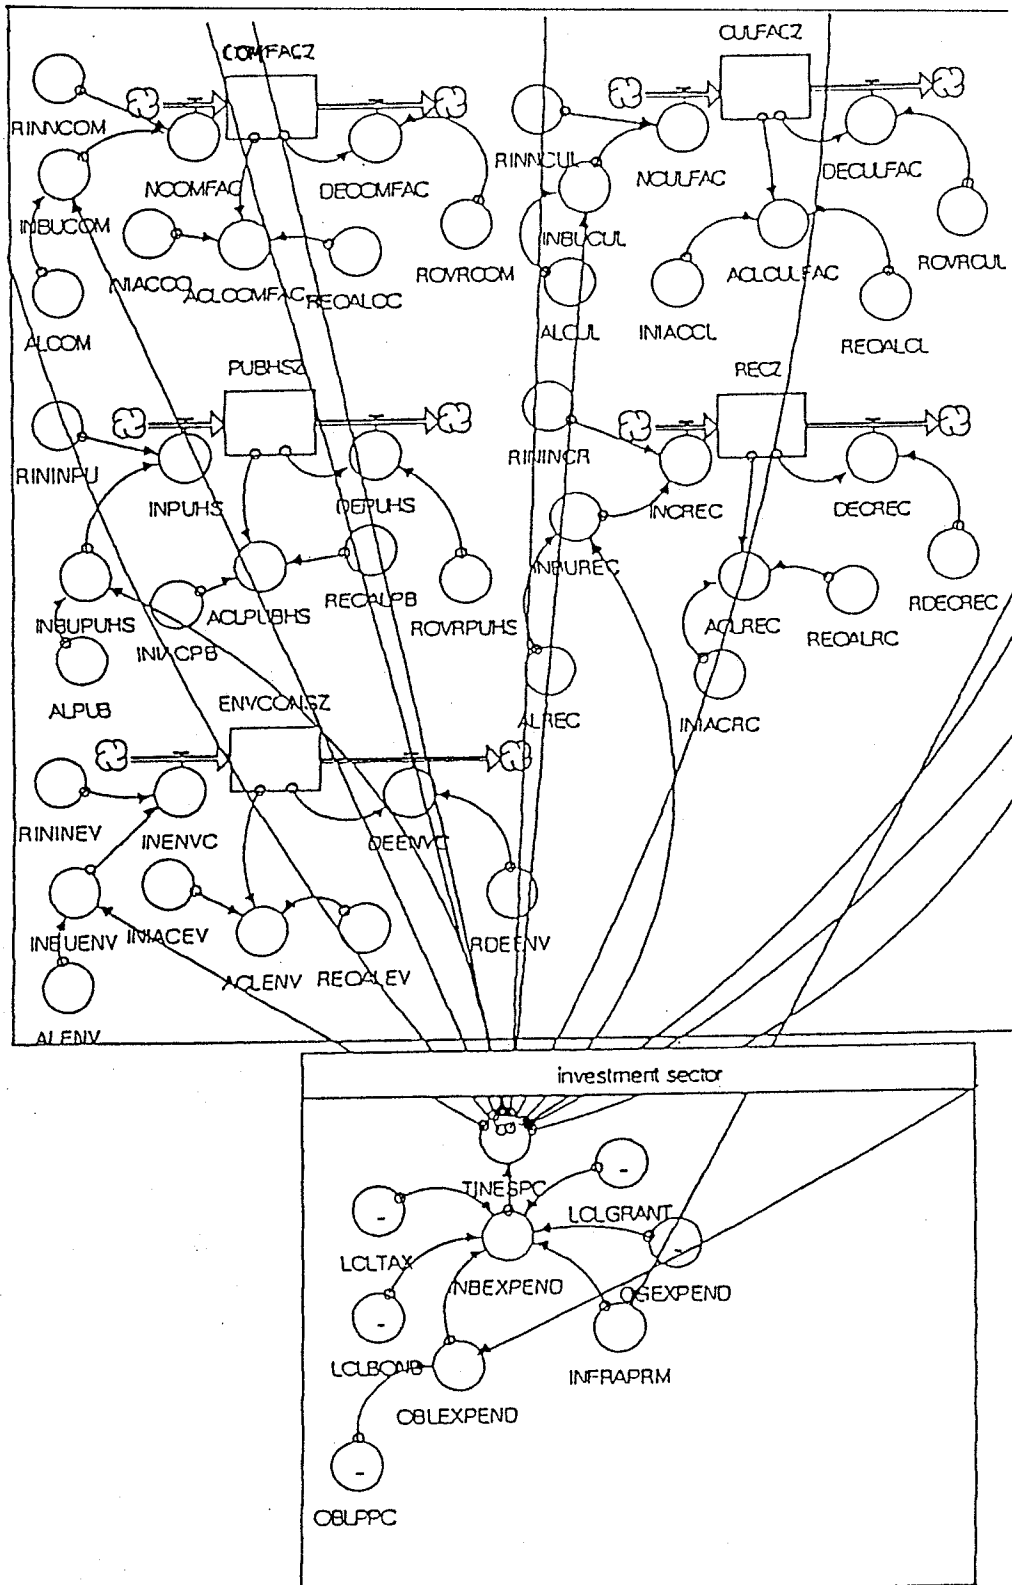 COMFACZ
CULFACZ
RINNCOM
NCOMFAC
DECOMFAC
RINNCUL
NCULFAC
DECULFAC
INBUCOM
INIACCO
ACLCOMFAC
RECALCC
ROVRCOM
INBUCUL
ACLCULFAC
ROVRCUL
ALCOM
ALCUL
INIACCL
RECALCL
PUBHSZ
RECZ
RININPU
INPUHS
DEPUHS
RININCR
INCREC
DECREC
INBUPUHS
INIACPB
ACLPUBHS
RECALPB
ROVRPUHS
INBUREC
ACLREC
RECALRC
RDECREC
ALPUB
ENVCONSZ
ALREC
INIACRC
RININEV
INENVC
DEENVC
INBUENV
INIACEV
ACLENV
RECALEV
RDEENV
ALENV
investment sector
TINESPC
LCLGRANT
LCLTAX
NBEXPEND
OGEXPEND
LCLBOND
INFRAPRM
OBLEXPEND
OBLPPC